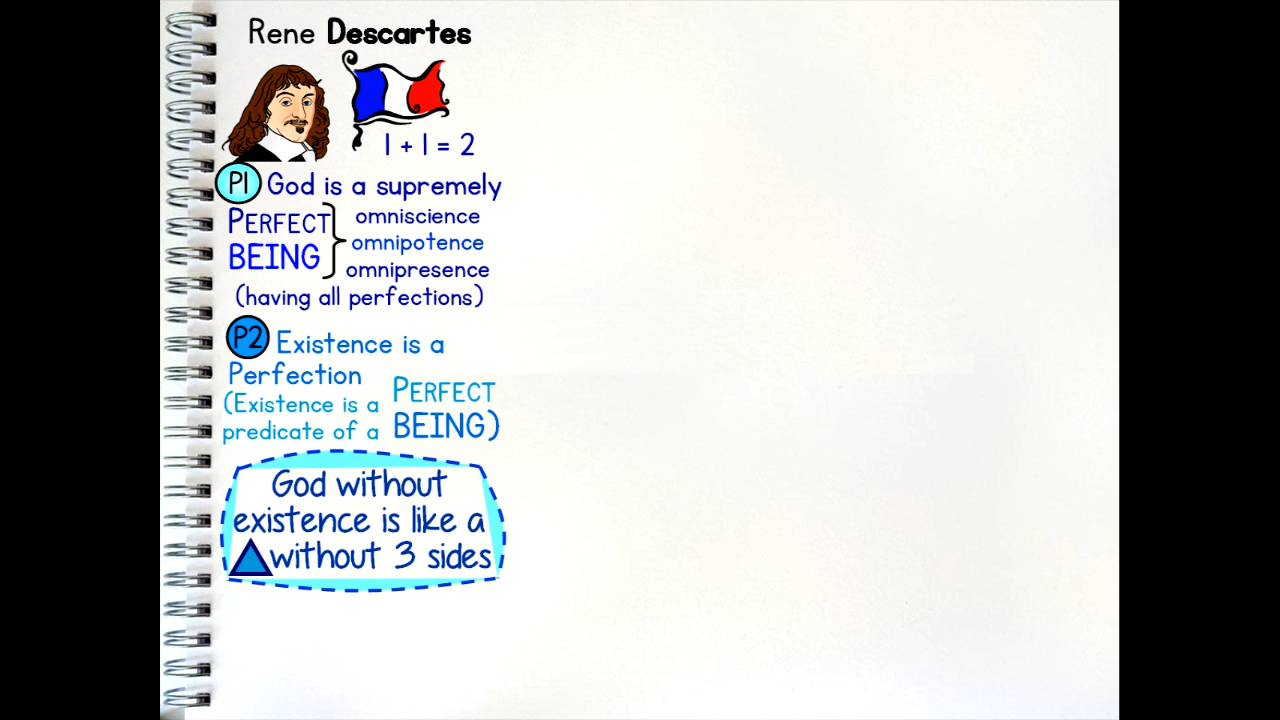 Rene Descartes
1 + 1 = 2
P1 God is a supremely
PERFECT
BEING
omniscience
omnipotence
omnipresence
(having all perfections)
P2 Existence is a
Perfection
(Existence is a
predicate of a
PERFECT
BEING)
God without
existence is like a
without 3 sides